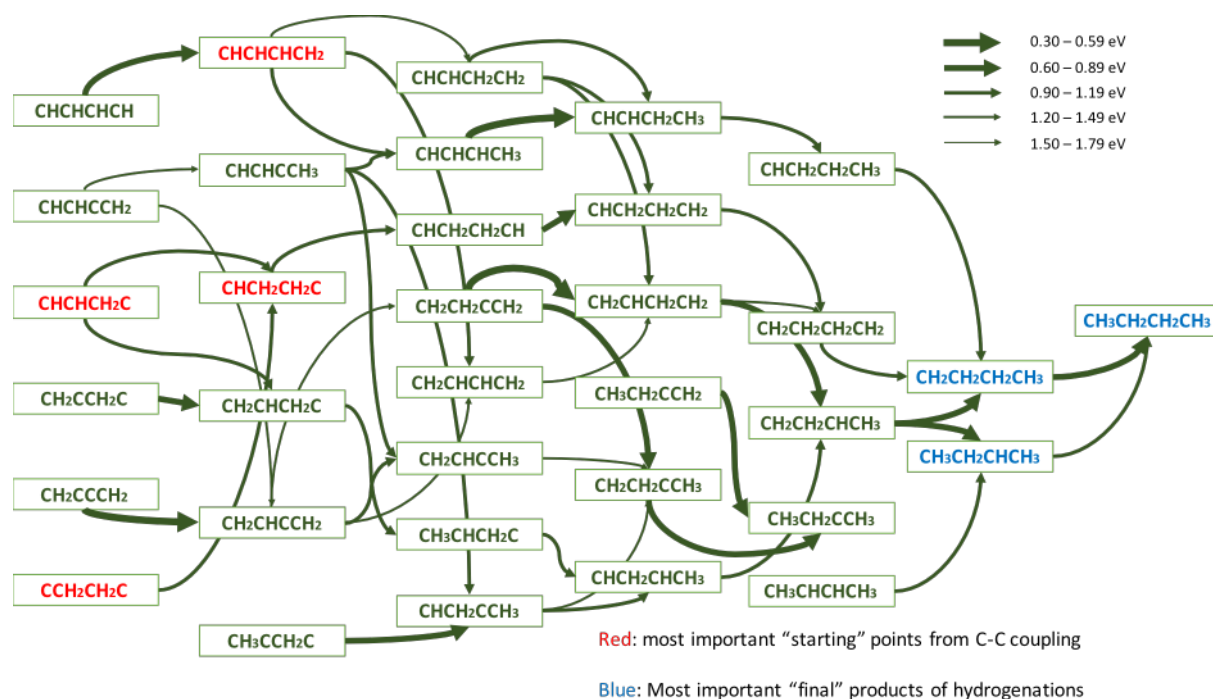 CHCHCHCH
CHCHCCH₂
CHCHCH₂C
CH₂CCH₂C
CH₂CCCH₂
CCH₂CH₂C
CHCHCHCH₂
CHCHCCH₃
CHCH₂CH₂C
CH₂CHCH₂C
CH₂CHCCH₂
CH₃CCH₂C
CHCHCH₂CH₂
CHCHCHCH₃
CHCH₂CH₂CH
CH₂CH₂CCH₂
CH₂CHCHCH₂
CH₂CHCCH₃
CH₃CHCH₂C
CHCH₂CCH₃
CHCHCH₂CH₃
CHCH₂CH₂CH₂
CH₂CHCH₂CH₂
CH₃CH₂CCH₂
CH₂CH₂CCH₃
CHCH₂CHCH₃
CHCH₂CH₂CH₃
CH₂CH₂CH₂CH₂
CH₂CH₂CHCH₃
CH₃CH₂CCH₃
CH₃CHCHCH₃
CH₂CH₂CH₂CH₃
CH₃CH₂CHCH₃
CH₃CH₂CH₂CH₃
0.30 – 0.59 eV
0.60 – 0.89 eV
0.90 – 1.19 eV
1.20 – 1.49 eV
1.50 – 1.79 eV
Red: most important “starting” points from C-C coupling
Blue: Most important “final” products of hydrogenations